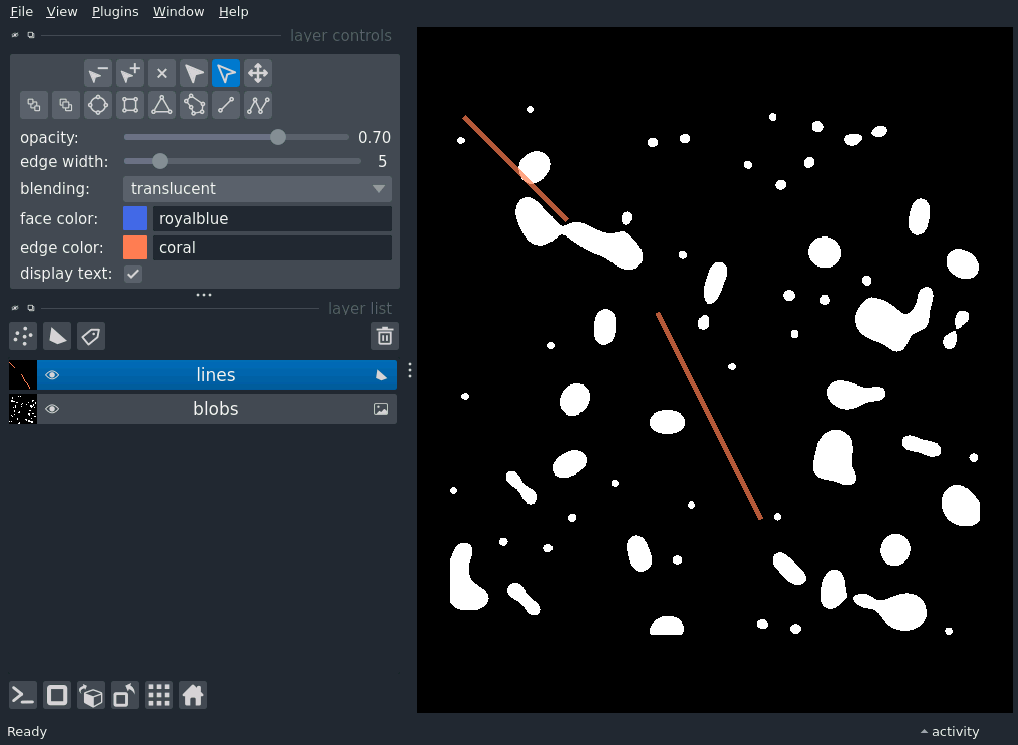 File View Plugins Window Help
layer controls
opacity: 0.70
edge width: 5
blending: translucent
face color: royalblue
edge color: coral
display text:
layer list
lines
blobs
Ready
activity